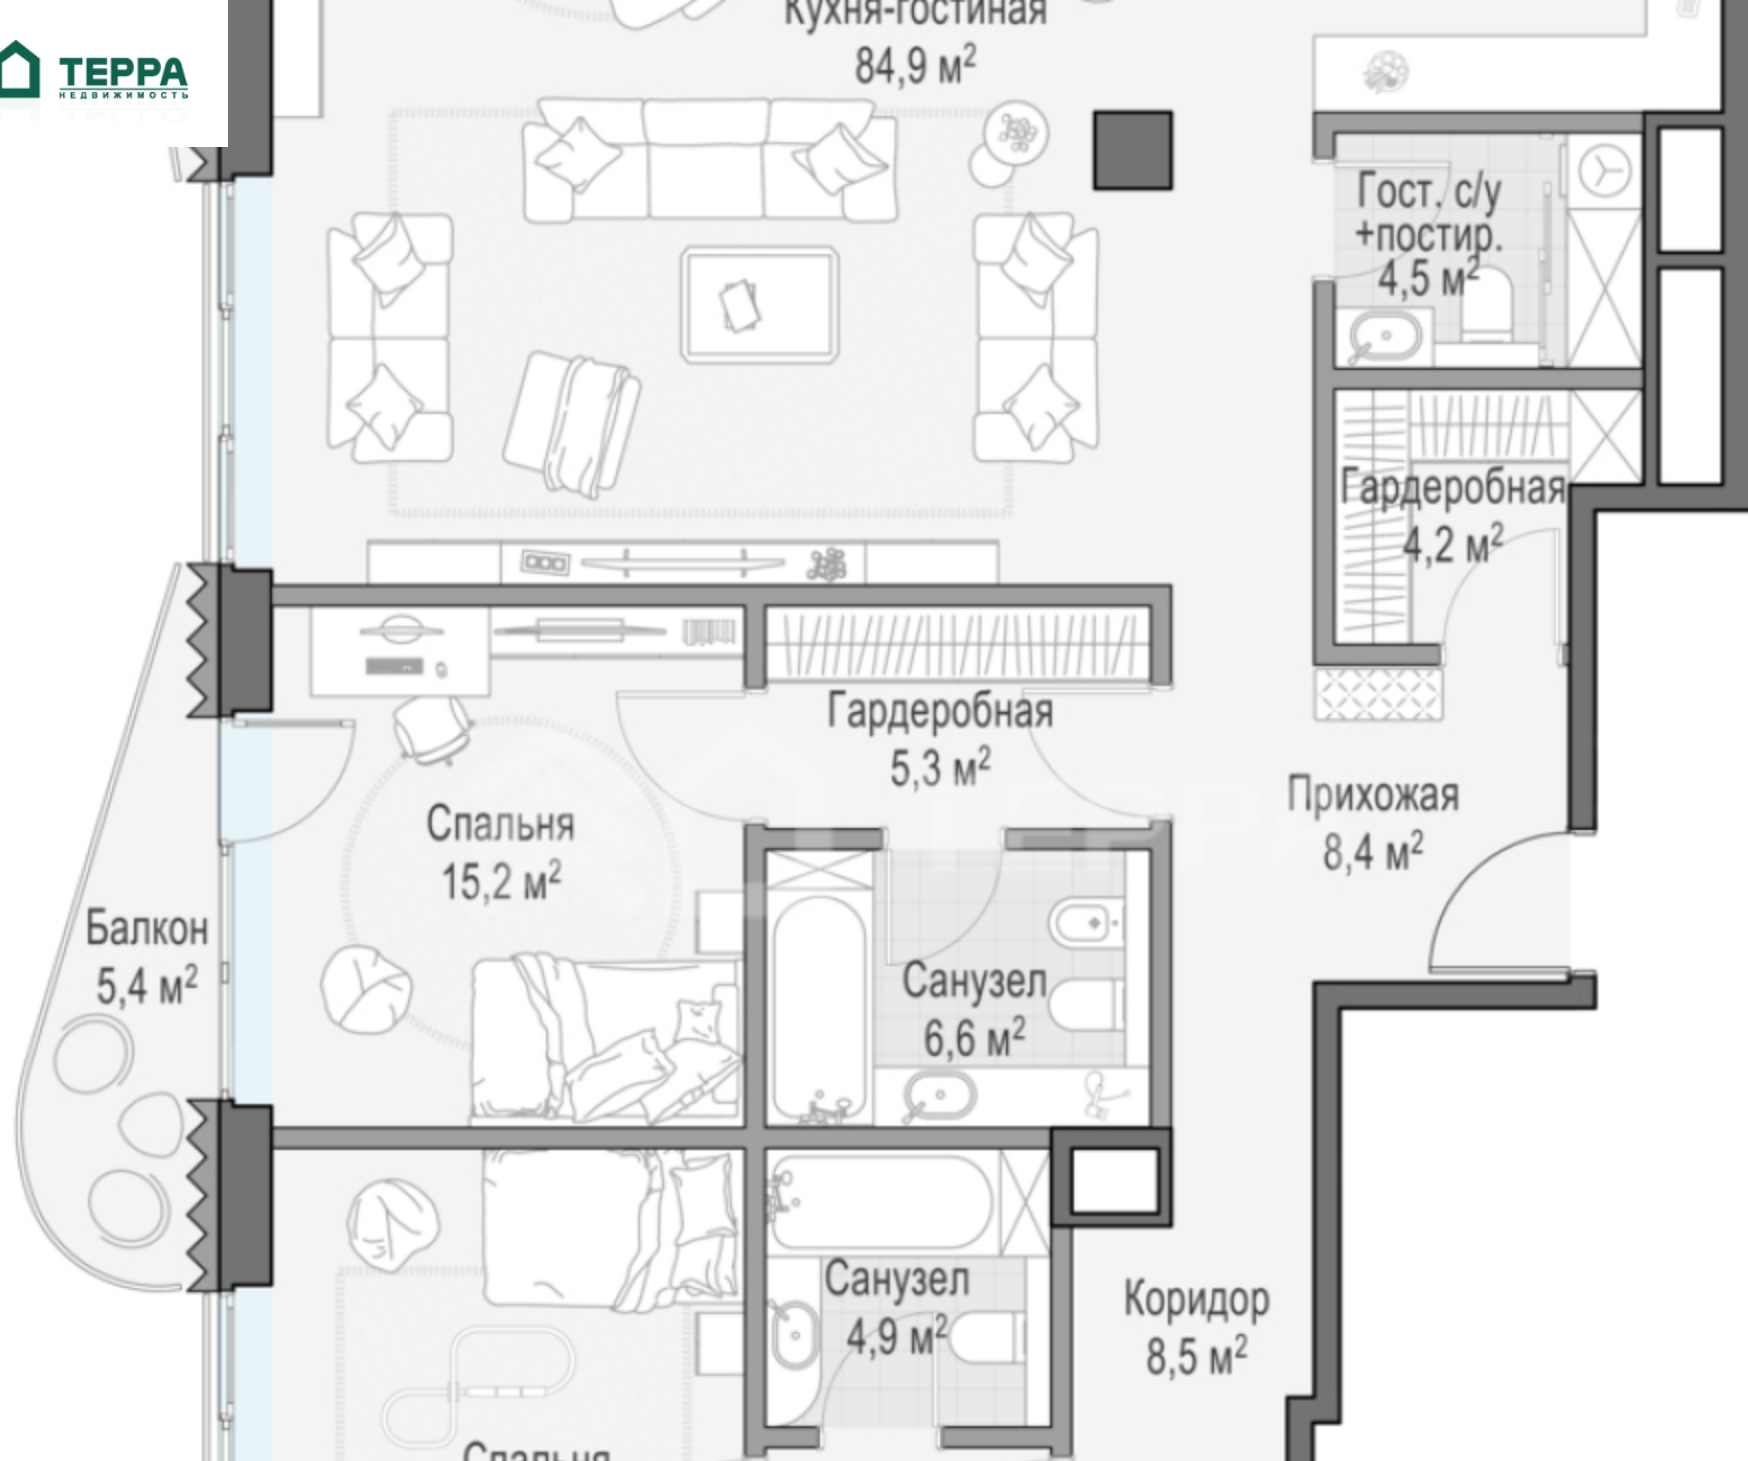 Кухня-гостиная
84,9 м²
ТЕРРА
НЕДВИЖИМОСТЬ
Гост. с/у
+постир.
4,5 м²
Гардеробная
4,2 м²
Гардеробная
5,3 м²
Прихожая
8,4 м²
Спальня
15,2 м²
Балкон
5,4 м²
Санузел
6,6 м²
Санузел
4,9 м²
Коридор
8,5 м²
Спальня